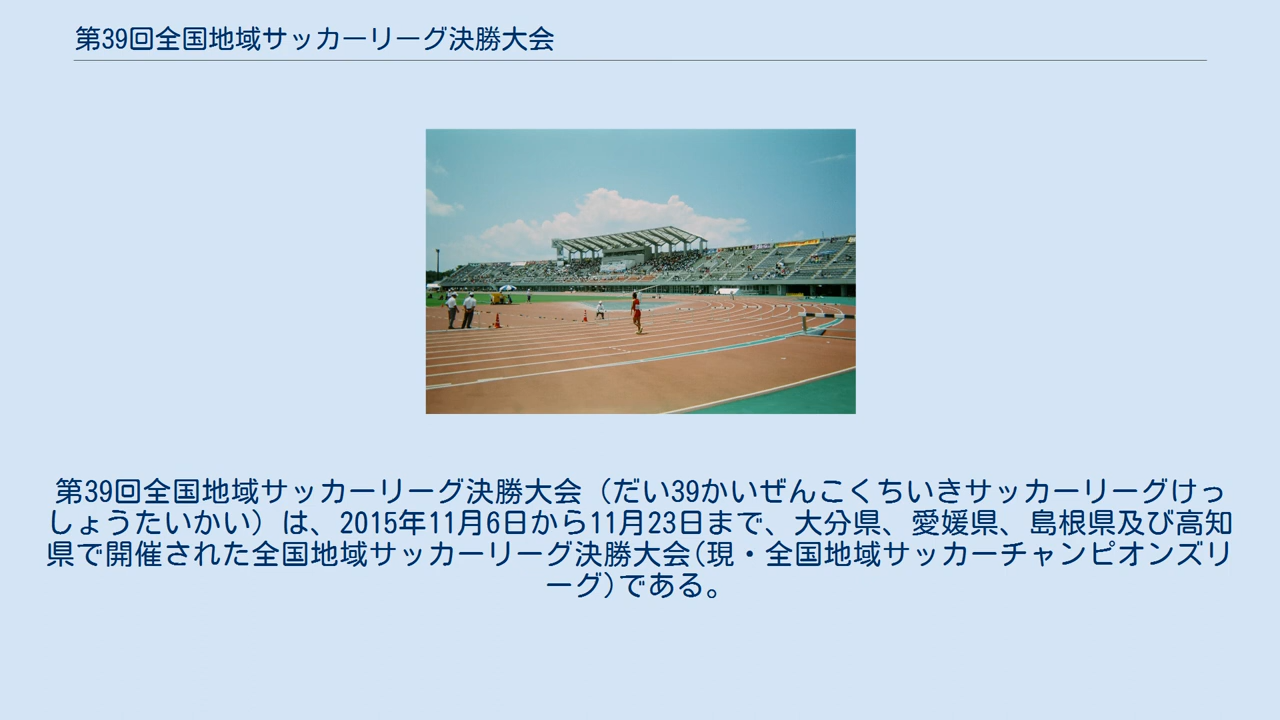 第39回全国地域サッカーリーグ決勝大会
第39回全国地域サッカーリーグ決勝大会（だい39かいぜんこくちいきサッカーリーグけっ
しょうたいかい）は、2015年11月6日から11月23日まで、大分県、愛媛県、島根県及び高知
県で開催された全国地域サッカーリーグ決勝大会(現・全国地域サッカーチャンピオンズリ
ーグ)である。